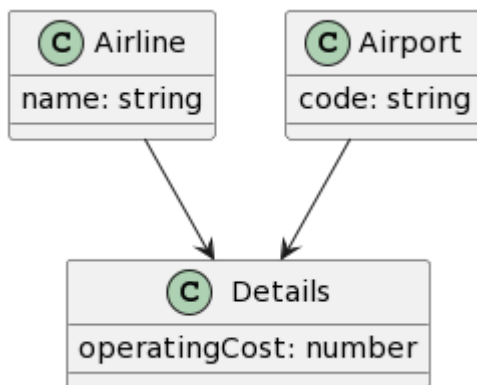 C Airline
name: string
C Airport
code: string
C Details
operatingCost: number